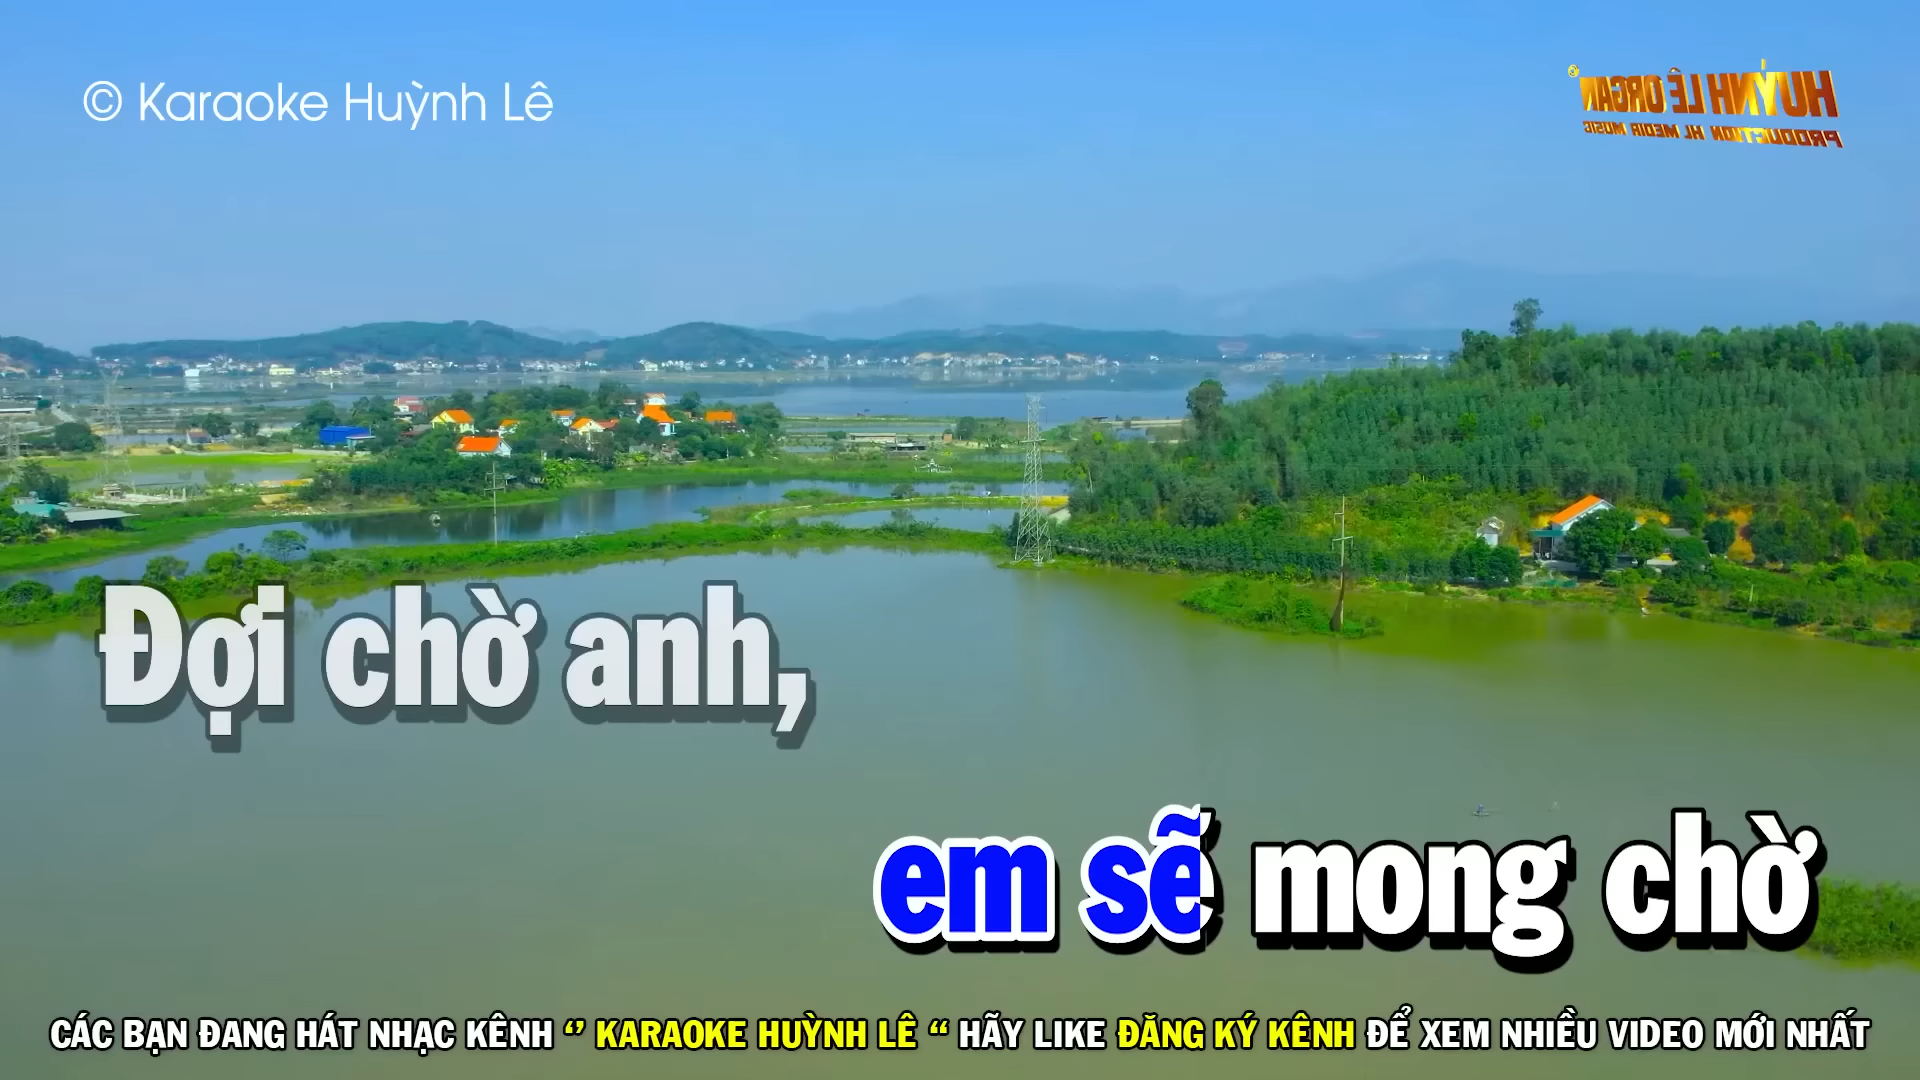 © Karaoke Huỳnh Lê
HUỲNH LÊ ORGAN
PRODUCTION HL MEDIA MUSIC
Đợi chờ anh,
em sẽ mong chờ
CÁC BẠN ĐANG HÁT NHẠC KÊNH ‘’ KARAOKE HUỲNH LÊ “ HÃY LIKE ĐĂNG KÝ KÊNH ĐỂ XEM NHIỀU VIDEO MỚI NHẤT